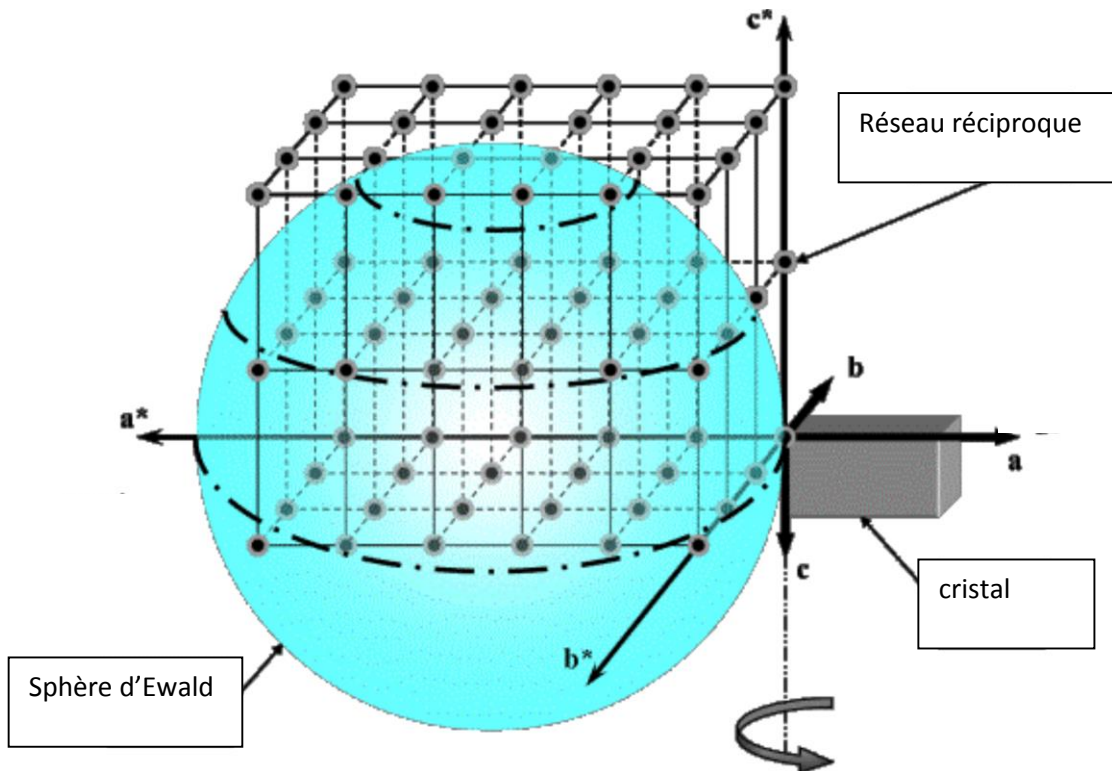 c*
Réseau réciproque
b
a*
a
c
cristal
b*
Sphère d'Ewald